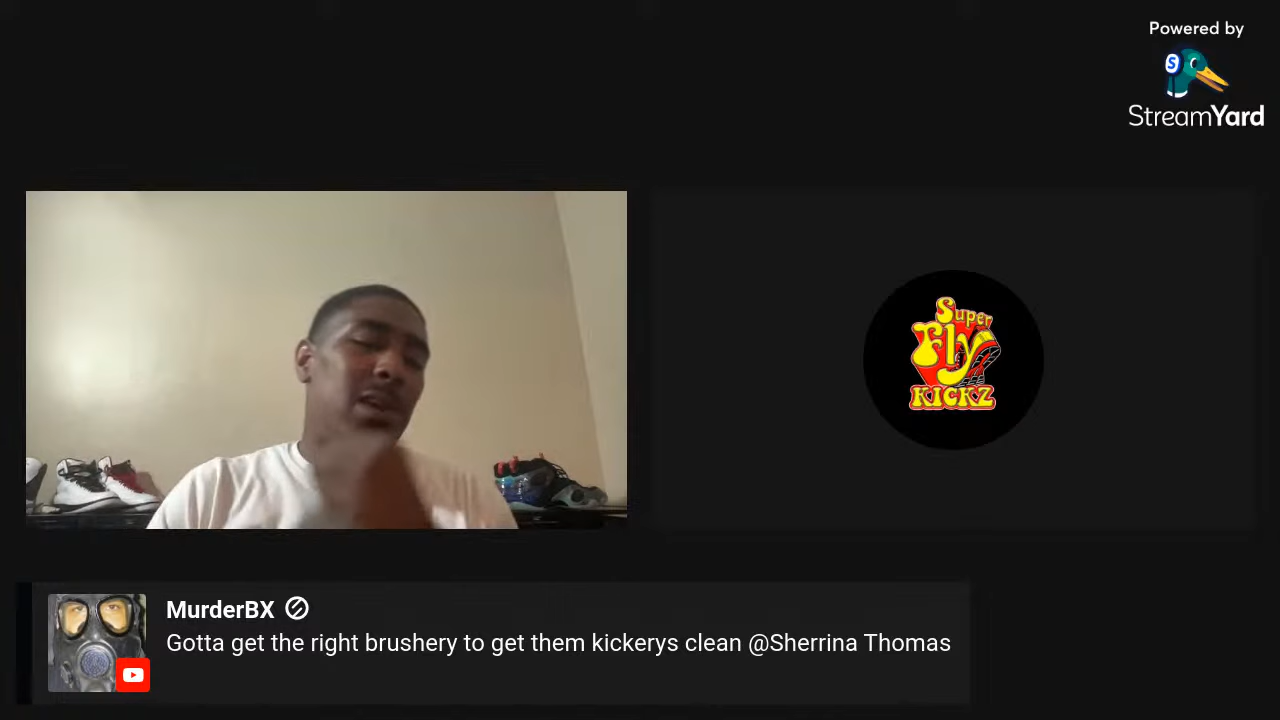 Powered by
S
StreamYard
Super
Fly
KICKZ
MurderBX
Gotta get the right brushery to get them kickerys clean @Sherrina Thomas